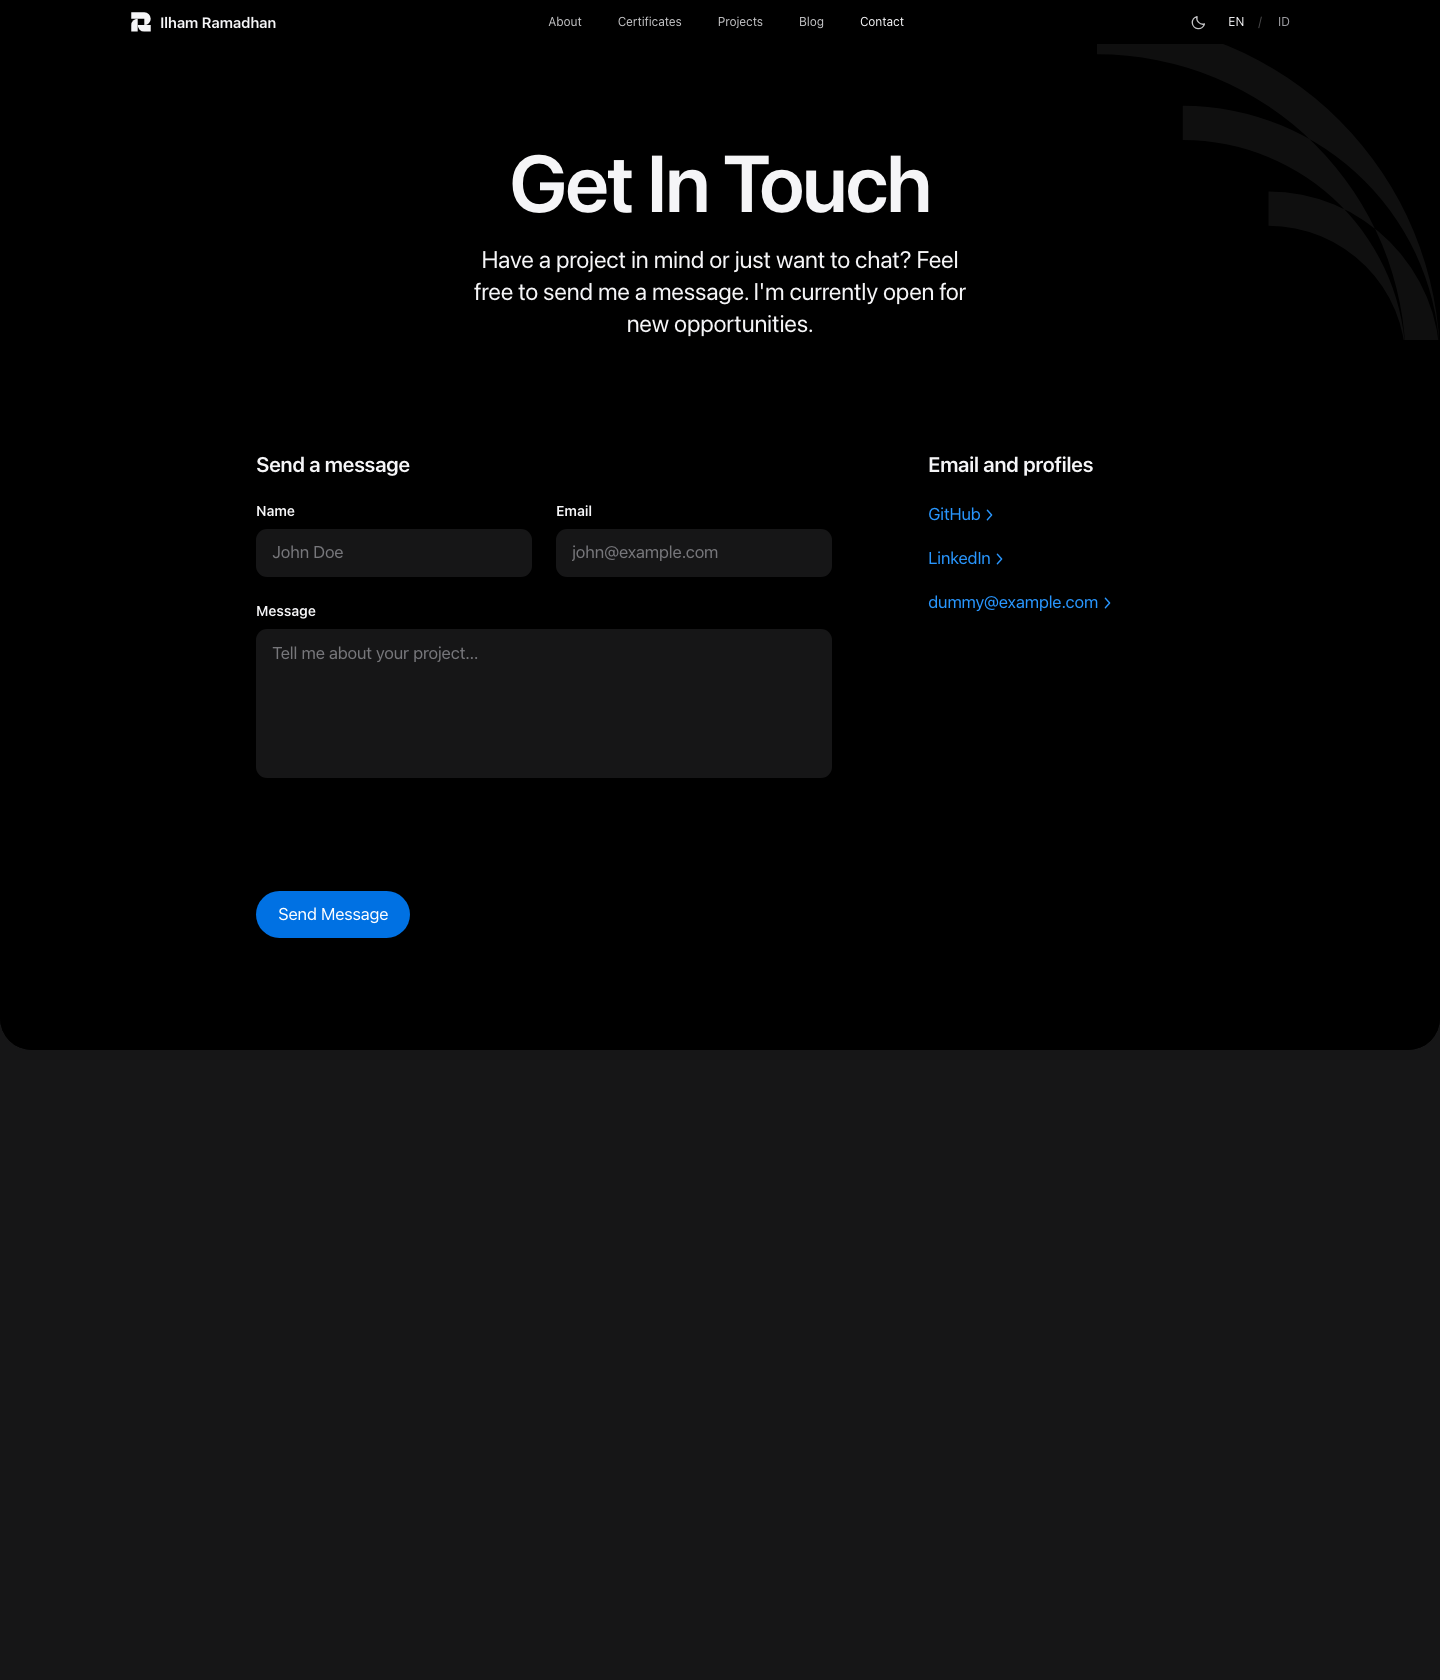 Ilham Ramadhan
About
Certificates
Projects
Blog
Contact
EN / ID
Get In Touch
Have a project in mind or just want to chat? Feel
free to send me a message. I'm currently open for
new opportunities.
Send a message
Name
Email
John Doe
john@example.com
Message
Tell me about your project...
Send Message
Email and profiles
GitHub
LinkedIn
dummy@example.com